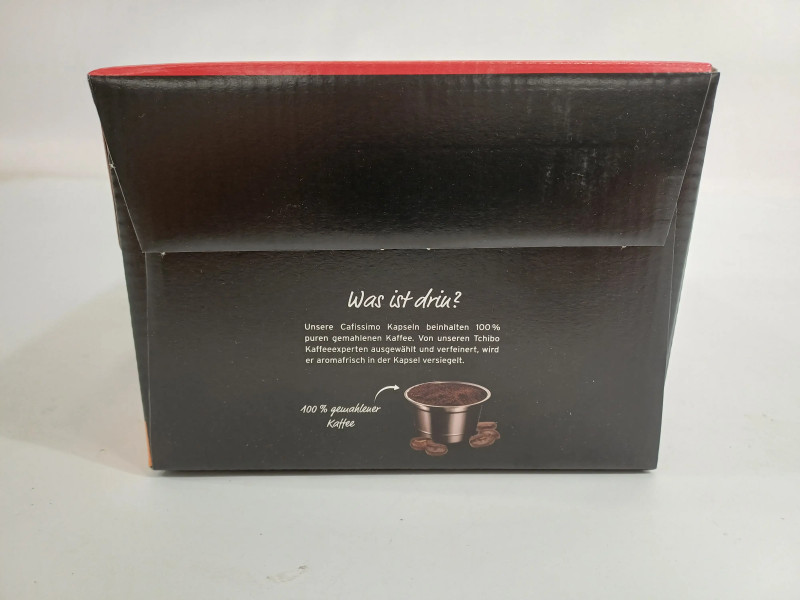 Was ist drin?
Unsere Cafissimo Kapseln beinhalten 100 %
puren gemahlenen Kaffee. Von unseren Tchibo
Kaffeeexperten ausgewählt und verfeinert, wird
er aromafrisch in der Kapsel versiegelt.
100 % gemahlener
Kaffee